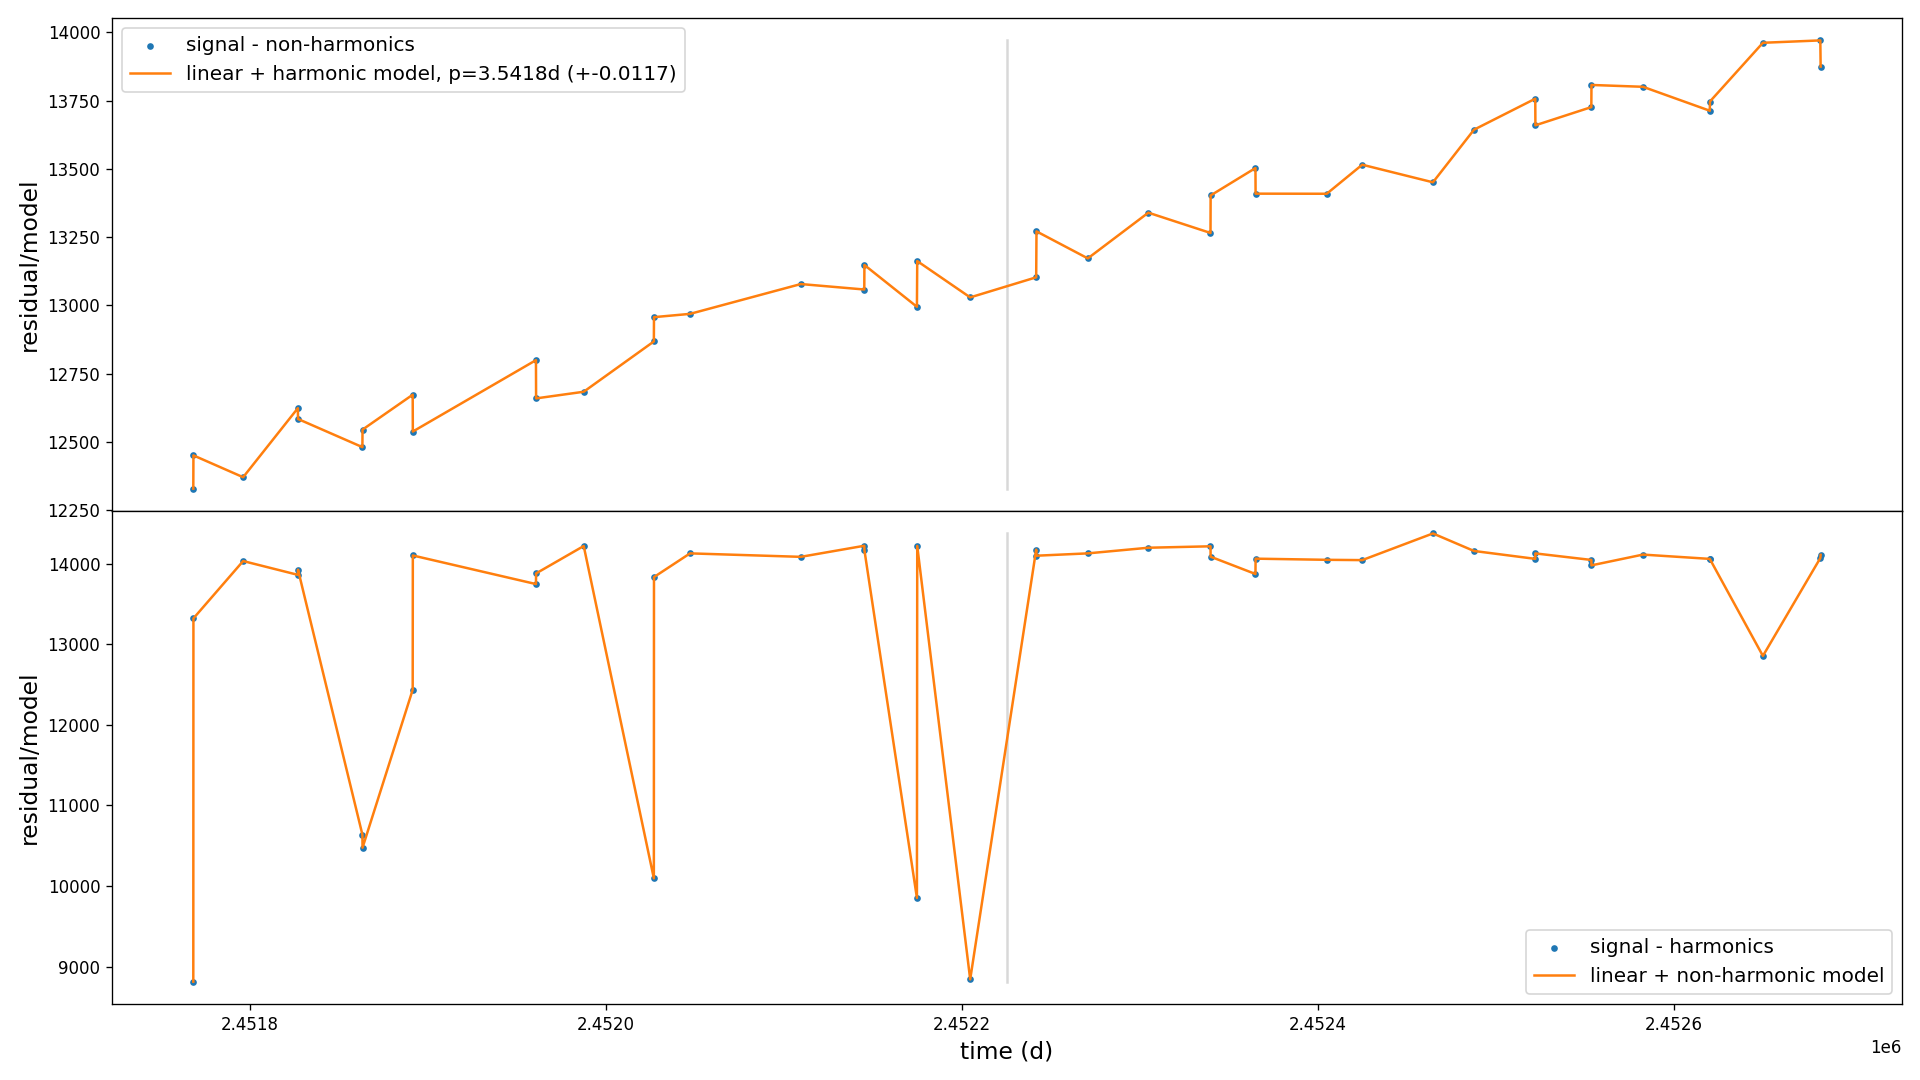 14000
13750
13500
13250
13000
12750
12500
12250
residual/model
signal - non-harmonics
linear + harmonic model, p=3.5418d (+-0.0117)
14000
13000
12000
11000
10000
9000
residual/model
signal - harmonics
linear + non-harmonic model
2.4518
2.4520
2.4522
2.4524
2.4526
1e6
time (d)